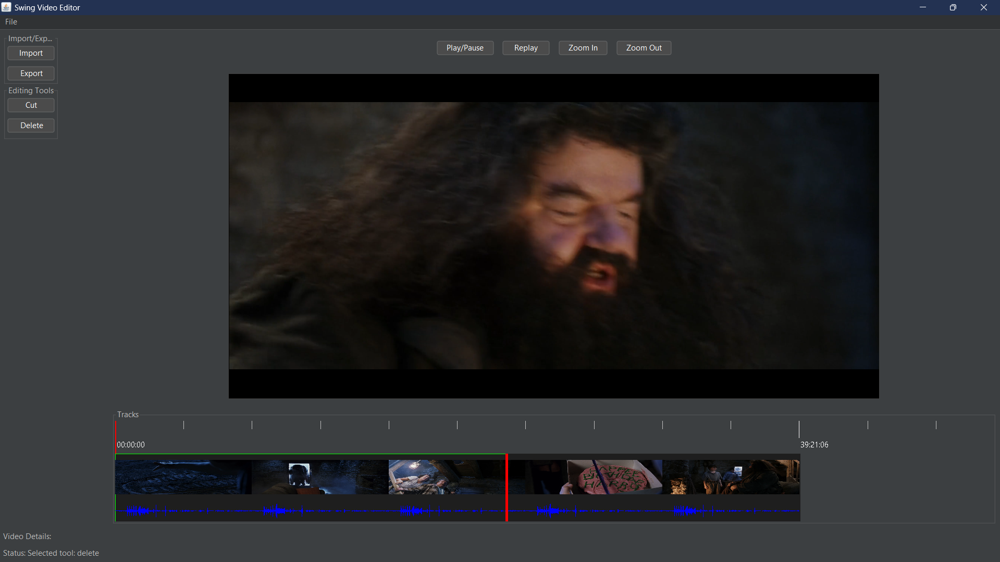 Swing Video Editor
File
Import/Exp...
Import
Export
Editing Tools
Cut
Delete
Play/Pause
Replay
Zoom In
Zoom Out
Tracks
00:00:00
39:21:06
HARRY
Video Details:
Status: Selected tool: delete